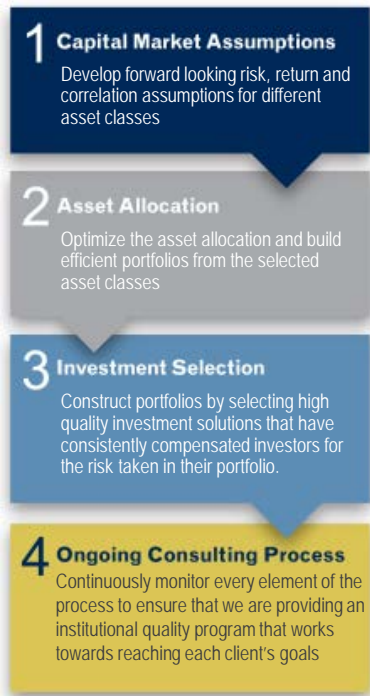 1 Capital Market Assumptions
Develop forward looking risk, return and
correlation assumptions for different
asset classes
2 Asset Allocation
Optimize the asset allocation and build
efficient portfolios from the selected
asset classes
3 Investment Selection
Construct portfolios by selecting high
quality investment solutions that have
consistently compensated investors for
the risk taken in their portfolio.
4 Ongoing Consulting Process
Continuously monitor every element of the
process to ensure that we are providing an
institutional quality program that works
towards reaching each client's goals